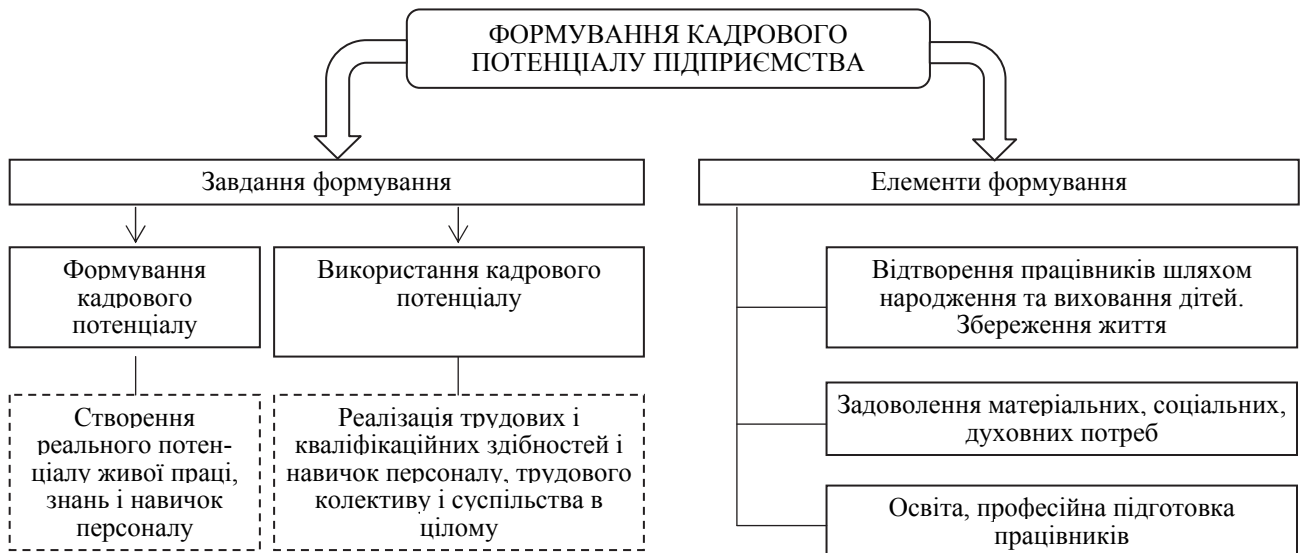 ФОРМУВАННЯ КАДРОВОГО
ПОТЕНЦІАЛУ ПІДПРИЄМСТВА
Завдання формування
Елементи формування
Формування
кадрового
потенціалу
Використання кадрового
потенціалу
Створення
реального потен-
ціалу живої праці,
знань і навичок
персоналу
Реалізація трудових і
кваліфікаційних здібностей і
навичок персоналу, трудового
колективу і суспільства в
цілому
Відтворення працівників шляхом
народження та виховання дітей.
Збереження життя
Задоволення матеріальних, соціальних,
духовних потреб
Освіта, професійна підготовка
працівників